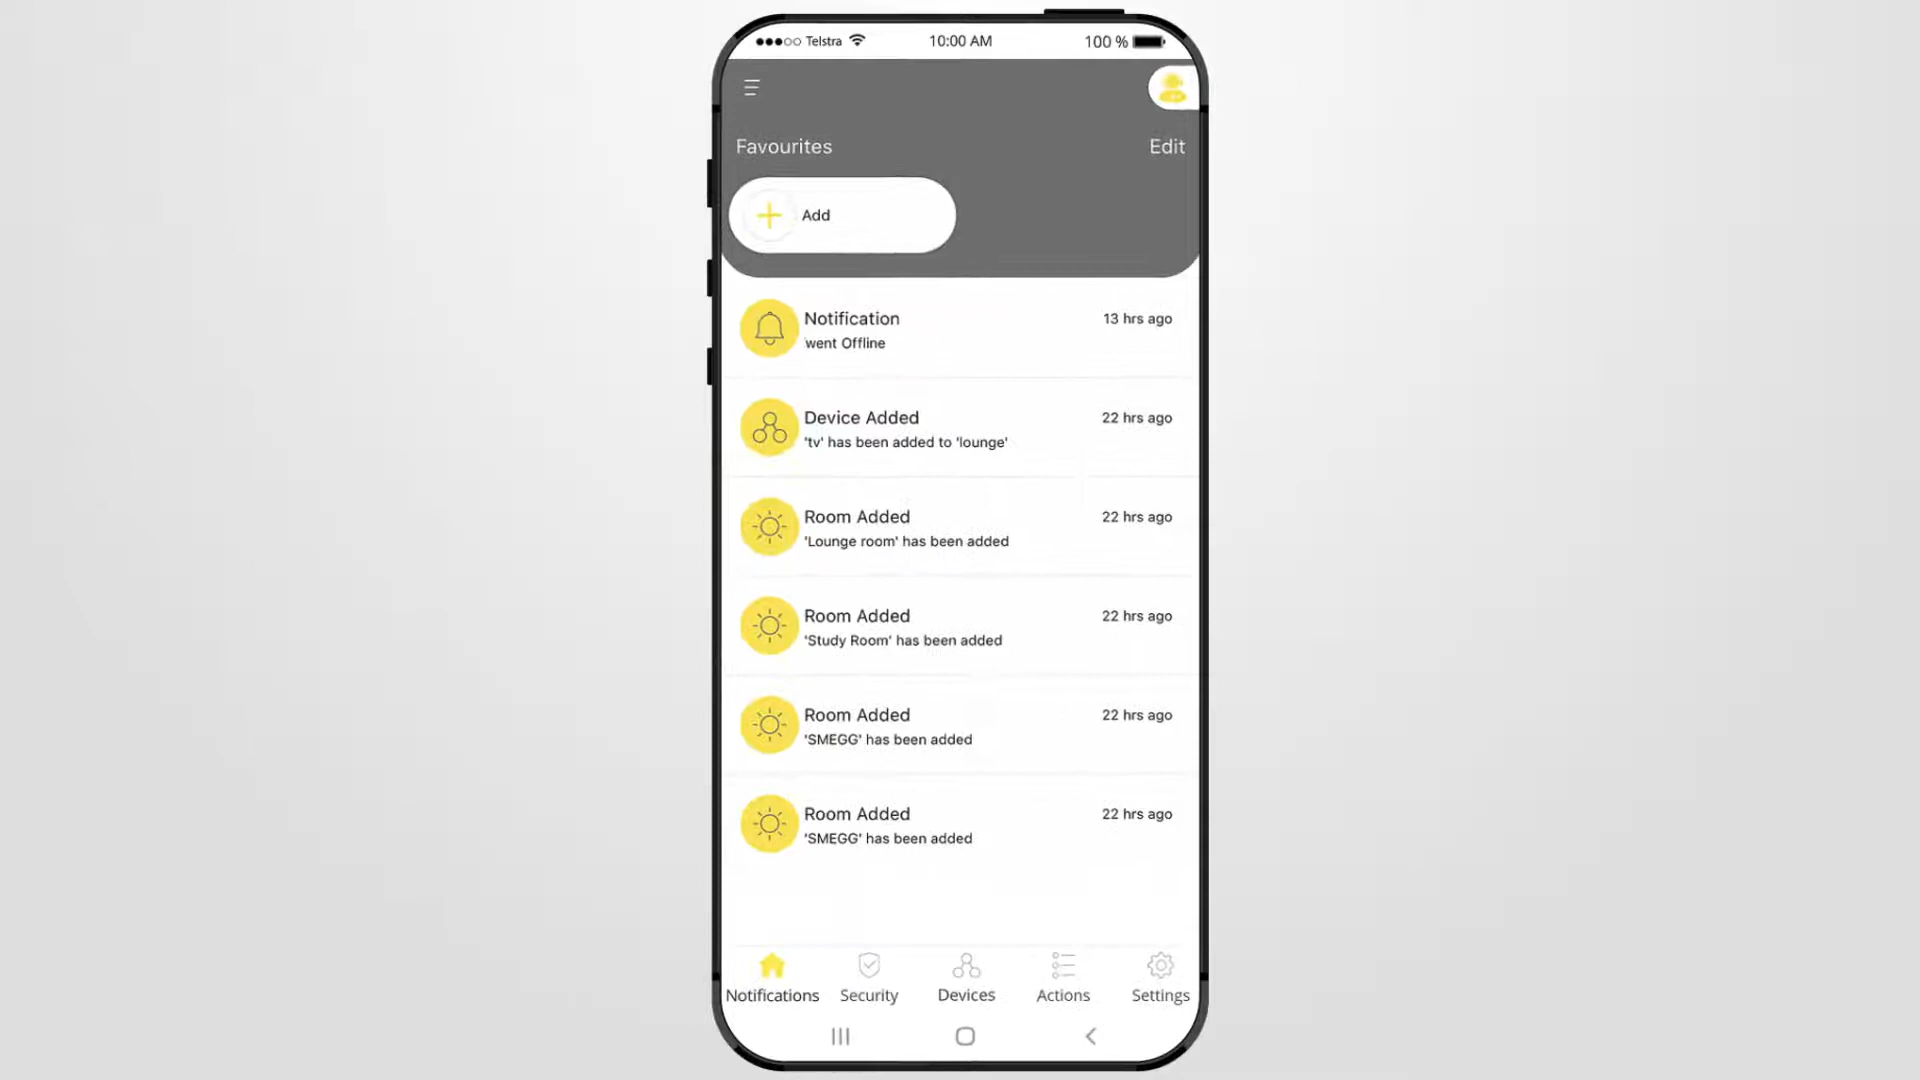 Telstra 10:00 AM 100 %
Favourites Edit
Add
Notification 13 hrs ago
went Offline
Device Added 22 hrs ago
'tv' has been added to 'lounge'
Room Added 22 hrs ago
'Lounge room' has been added
Room Added 22 hrs ago
'Study Room' has been added
Room Added 22 hrs ago
'SMEGG' has been added
Room Added 22 hrs ago
'SMEGG' has been added
Notifications Security Devices Actions Settings